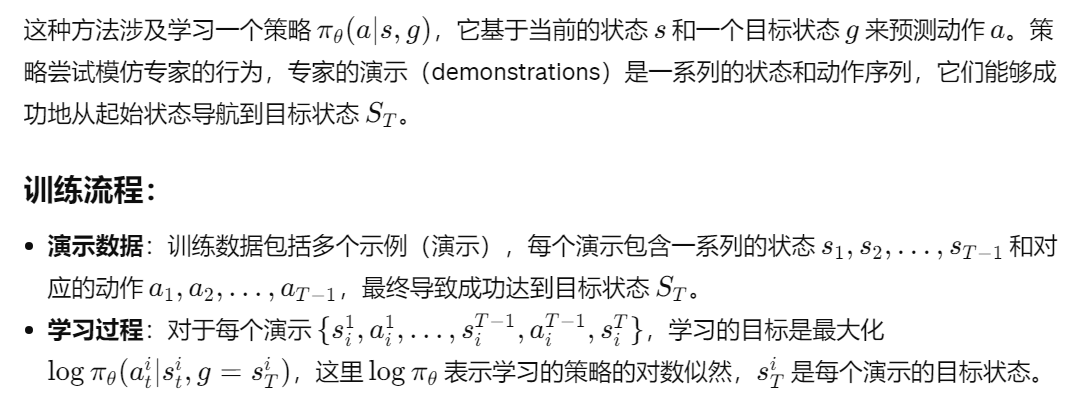 这种方法涉及学习一个策略 $\pi_\theta(a|s, g)$，它基于当前的状态 $s$ 和一个目标状态 $g$ 来预测动作 $a$。策
略尝试模仿专家的行为，专家的演示（demonstrations）是一系列的状态和动作序列，它们能够成
功地从起始状态导航到目标状态 $S_T$。
训练流程：
• 演示数据：训练数据包括多个示例（演示），每个演示包含一系列的状态 $s_1, s_2, \ldots, s_{T-1}$ 和对
应的动作 $a_1, a_2, \ldots, a_{T-1}$，最终导致成功达到目标状态 $S_T$。
• 学习过程：对于每个演示 $\{s_i^1, a_i^1, \ldots, s_i^{T-1}, a_i^{T-1}, s_i^T\}$，学习的目标是最大化
$\log \pi_\theta(a_t^i|s_t^i, g = s_T^i)$，这里 $\log \pi_\theta$ 表示学习的策略的对数似然，$s_T^i$ 是每个演示的目标状态。